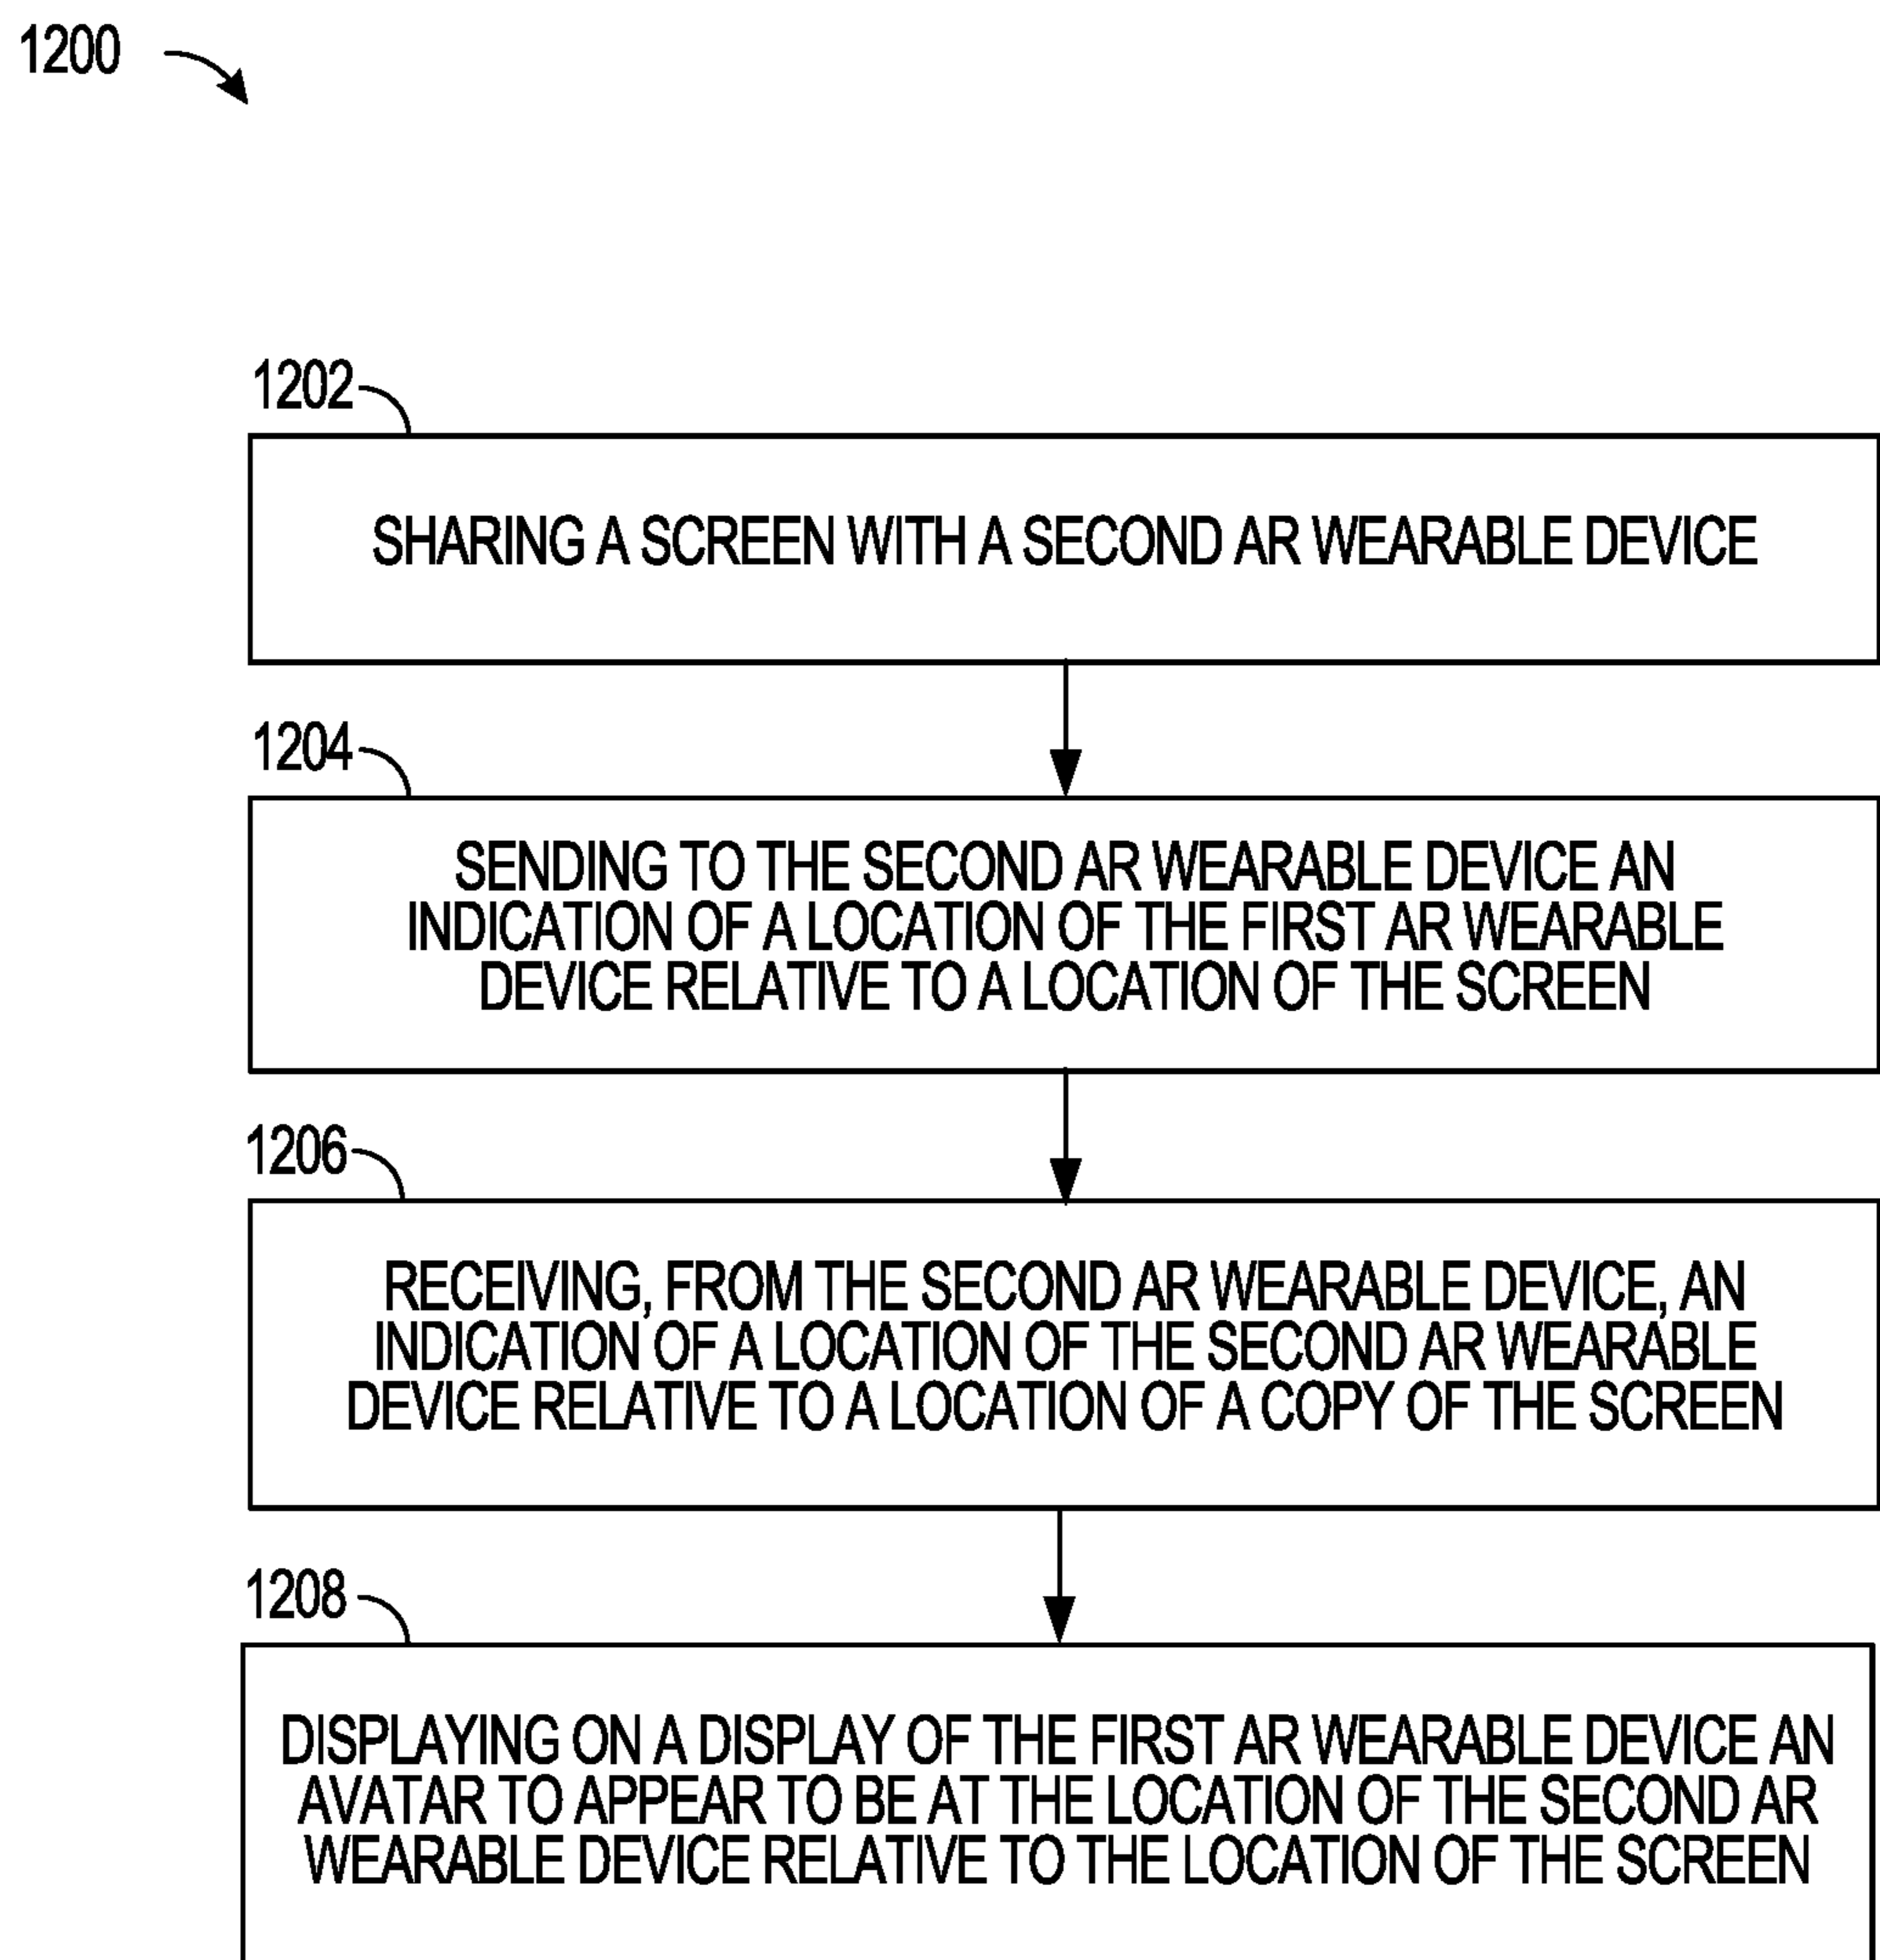 1200
1202
SHARING A SCREEN WITH A SECOND AR WEARABLE DEVICE
1204
SENDING TO THE SECOND AR WEARABLE DEVICE AN
INDICATION OF A LOCATION OF THE FIRST AR WEARABLE
DEVICE RELATIVE TO A LOCATION OF THE SCREEN
1206
RECEIVING, FROM THE SECOND AR WEARABLE DEVICE, AN
INDICATION OF A LOCATION OF THE SECOND AR WEARABLE
DEVICE RELATIVE TO A LOCATION OF A COPY OF THE SCREEN
1208
DISPLAYING ON A DISPLAY OF THE FIRST AR WEARABLE DEVICE AN
AVATAR TO APPEAR TO BE AT THE LOCATION OF THE SECOND AR
WEARABLE DEVICE RELATIVE TO THE LOCATION OF THE SCREEN